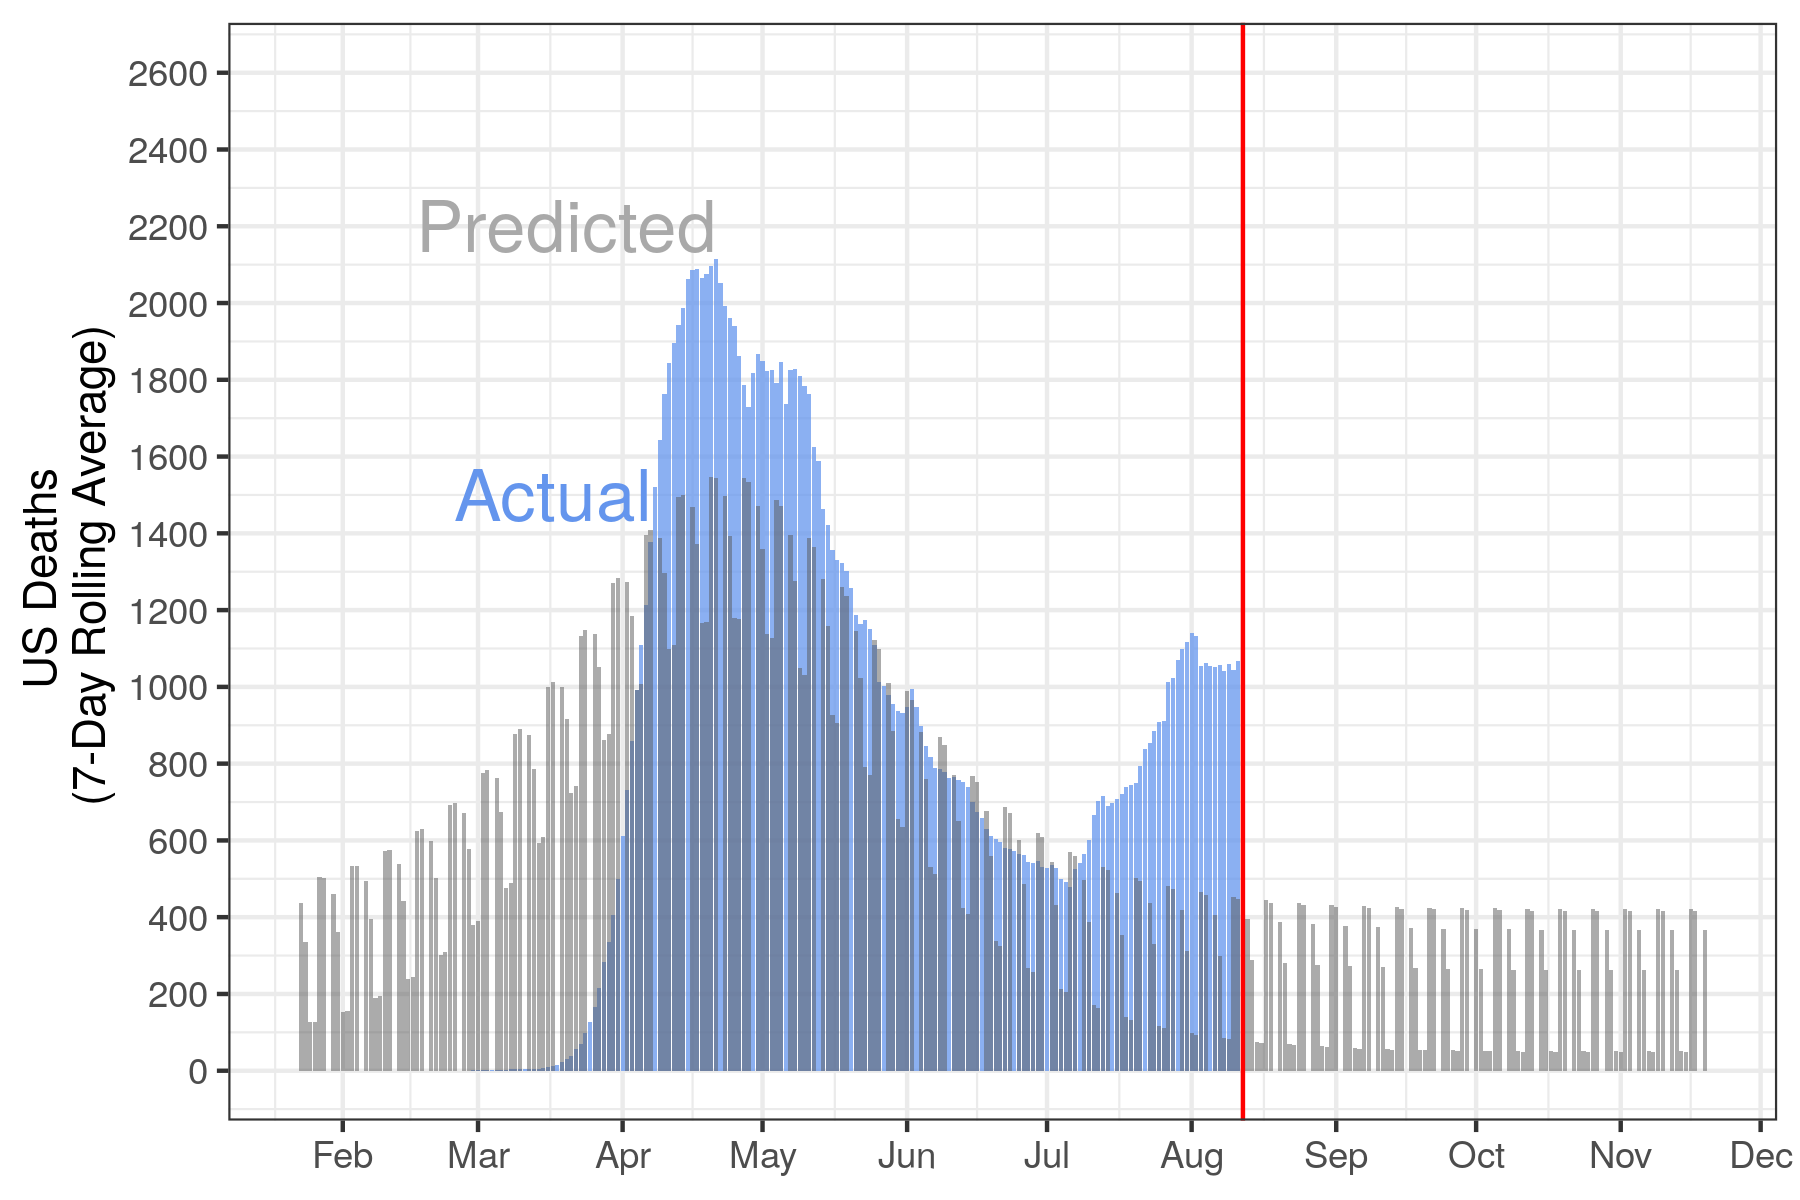 US Deaths
(7-Day Rolling Average)
2600
2400
2200
2000
1800
1600
1400
1200
1000
800
600
400
200
0
Predicted
Actual
Feb Mar Apr May Jun Jul Aug Sep Oct Nov Dec